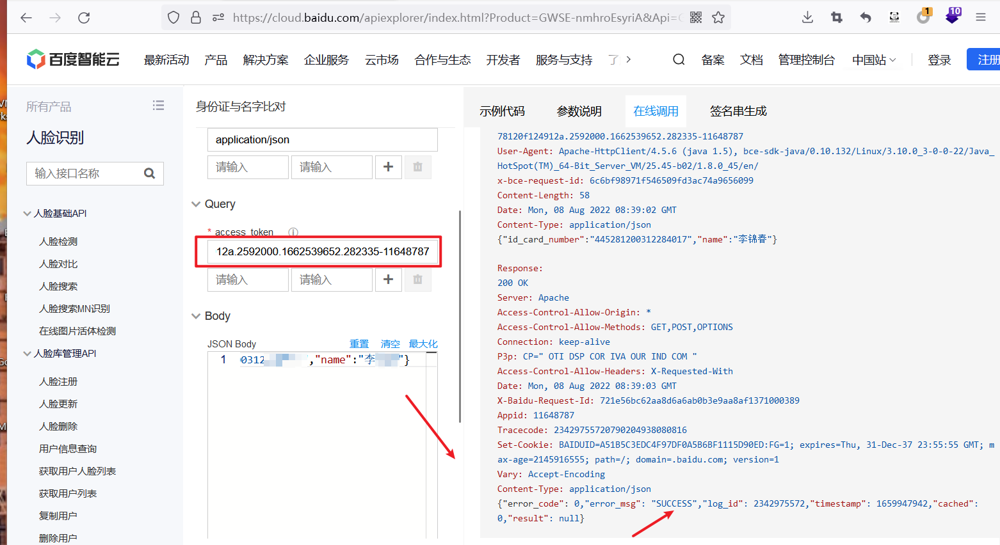 https://cloud.baidu.com/apiexplorer/index.html?Product=GWSE-nmhroEsyriA&Api=
1
10
百度智能云
最新活动
产品
解决方案
企业服务
云市场
合作与生态
开发者
服务与支持
了
备案
文档
管理控制台
中国站
登录
注册
所有产品
人脸识别
输入接口名称
人脸基础API
人脸检测
人脸对比
人脸搜索
人脸搜索MN识别
在线图片活体检测
人脸库管理API
人脸注册
人脸更新
人脸删除
用户信息查询
获取用户人脸列表
获取用户列表
复制用户
删除用户
身份证与名字比对
application/json
请输入 请输入
Query
* access_token
12a.2592000.1662539652.282335-11648787
请输入 请输入
Body
JSON Body 重置 清空 最大化
1 0312 ","name":"李 "}
示例代码
参数说明
在线调用
签名串生成
78120f124912a.2592000.1662539652.282335-11648787
User-Agent: Apache-HttpClient/4.5.6 (java 1.5), bce-sdk-java/0.10.132/Linux/3.10.0_3-0-0-22/Java_
HotSpot(TM)_64-Bit_Server_VM/25.45-b02/1.8.0_45/en/
x-bce-request-id: 6c6bf98971f546509fd3ac74a9656099
Content-Length: 58
Date: Mon, 08 Aug 2022 08:39:02 GMT
Content-Type: application/json
{"id_card_number":"445281200312284017","name":"李锦春"}
Response:
200 OK
Server: Apache
Access-Control-Allow-Origin: *
Access-Control-Allow-Methods: GET,POST,OPTIONS
Connection: keep-alive
P3p: CP=" OTI DSP COR IVA OUR IND COM "
Access-Control-Allow-Headers: X-Requested-With
Date: Mon, 08 Aug 2022 08:39:03 GMT
X-Baidu-Request-Id: 721e56bc62aa8d6a6ab0b3e9aa8af1371000389
Appid: 11648787
Tracecode: 23429755720790204938080816
Set-Cookie: BAIDUID=A51B5C3EDC4F97DF0A5B6BF1115D90ED:FG=1; expires=Thu, 31-Dec-37 23:55:55 GMT; m
ax-age=2145916555; path=/; domain=.baidu.com; version=1
Vary: Accept-Encoding
Content-Type: application/json
{"error_code": 0,"error_msg": "SUCCESS","log_id": 2342975572,"timestamp": 1659947942,"cached":
0,"result": null}